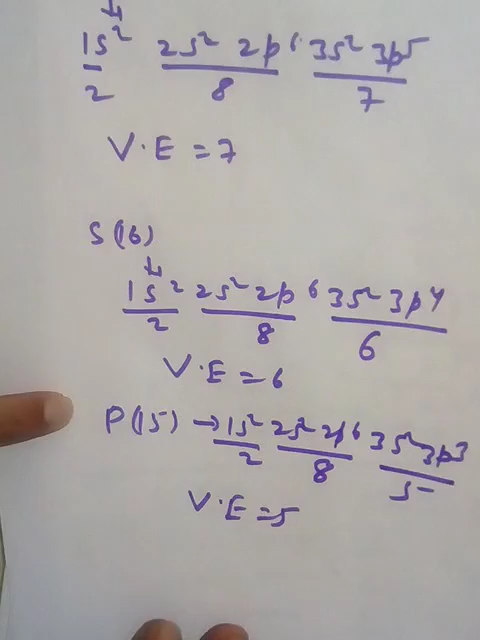 ↓
1s² 2s² 2p⁶ 3s² 3p⁵
2 8 7
V.E = 7
S(16)
↓
1s² 2s² 2p⁶ 3s² 3p⁴
2 8 6
V.E = 6
P(15) → 1s² 2s² 2p⁶ 3s² 3p³
2 8 5
V.E = 5